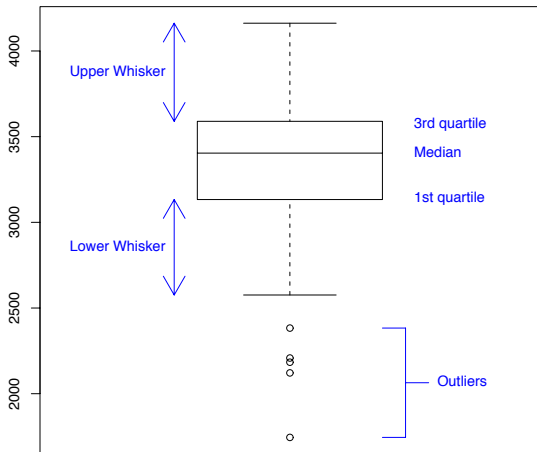 4000
Upper Whisker
3500
3rd quartile
Median
1st quartile
3000
Lower Whisker
2500
Outliers
2000